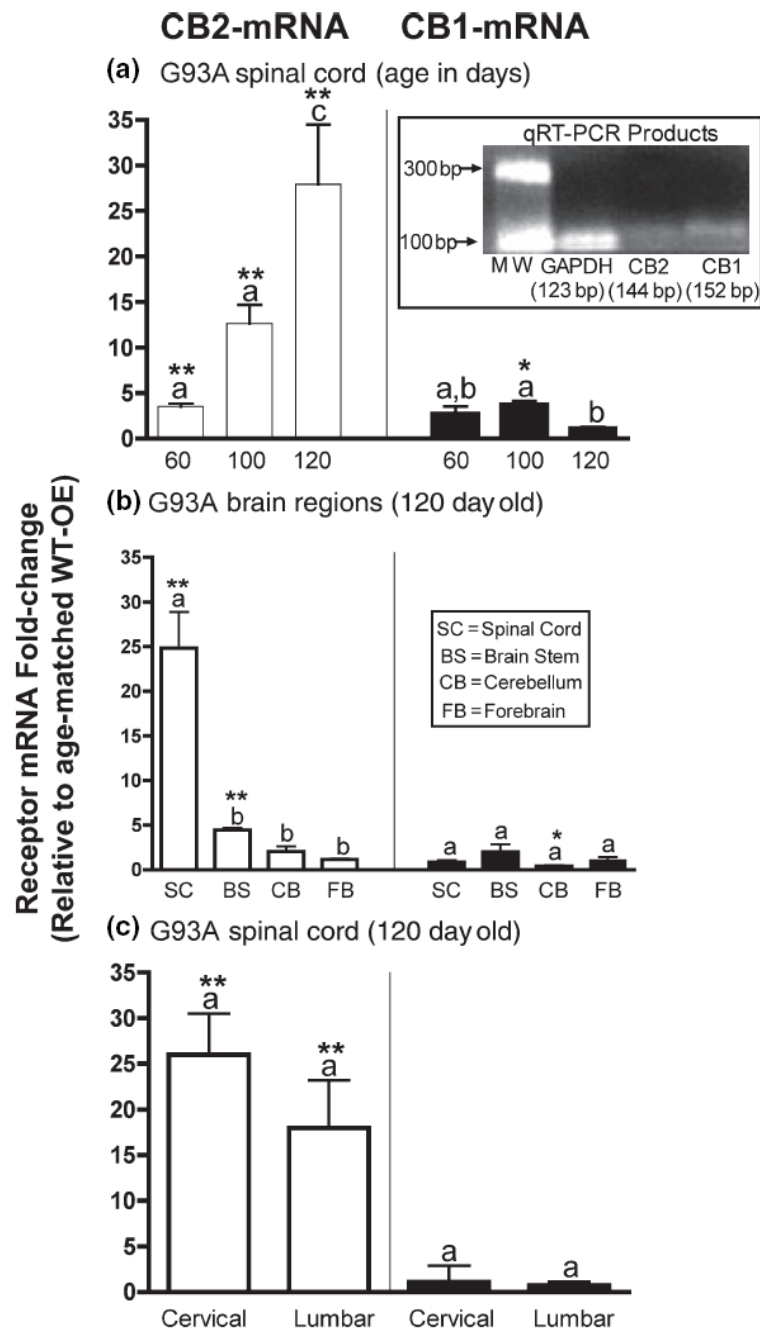 CB2-mRNA CB1-mRNA
(a) G93A spinal cord (age in days)
35
30
25
20
15
10
5
0
**
a
**
a
**
c
60 100 120
qRT-PCR Products
300 bp
100 bp
M W GAPDH CB2 CB1
(123 bp) (144 bp) (152 bp)
a,b
*
a
b
60 100 120
Receptor mRNA Fold-change
(Relative to age-matched WT-OE)
(b) G93A brain regions (120 day old)
35
30
25
20
15
10
5
0
**
a
**
b
b
b
SC BS CB FB
SC = Spinal Cord
BS = Brain Stem
CB = Cerebellum
FB = Forebrain
a
a
*
a
a
SC BS CB FB
(c) G93A spinal cord (120 day old)
35
30
25
20
15
10
5
0
**
a
**
a
a
a
Cervical Lumbar Cervical Lumbar